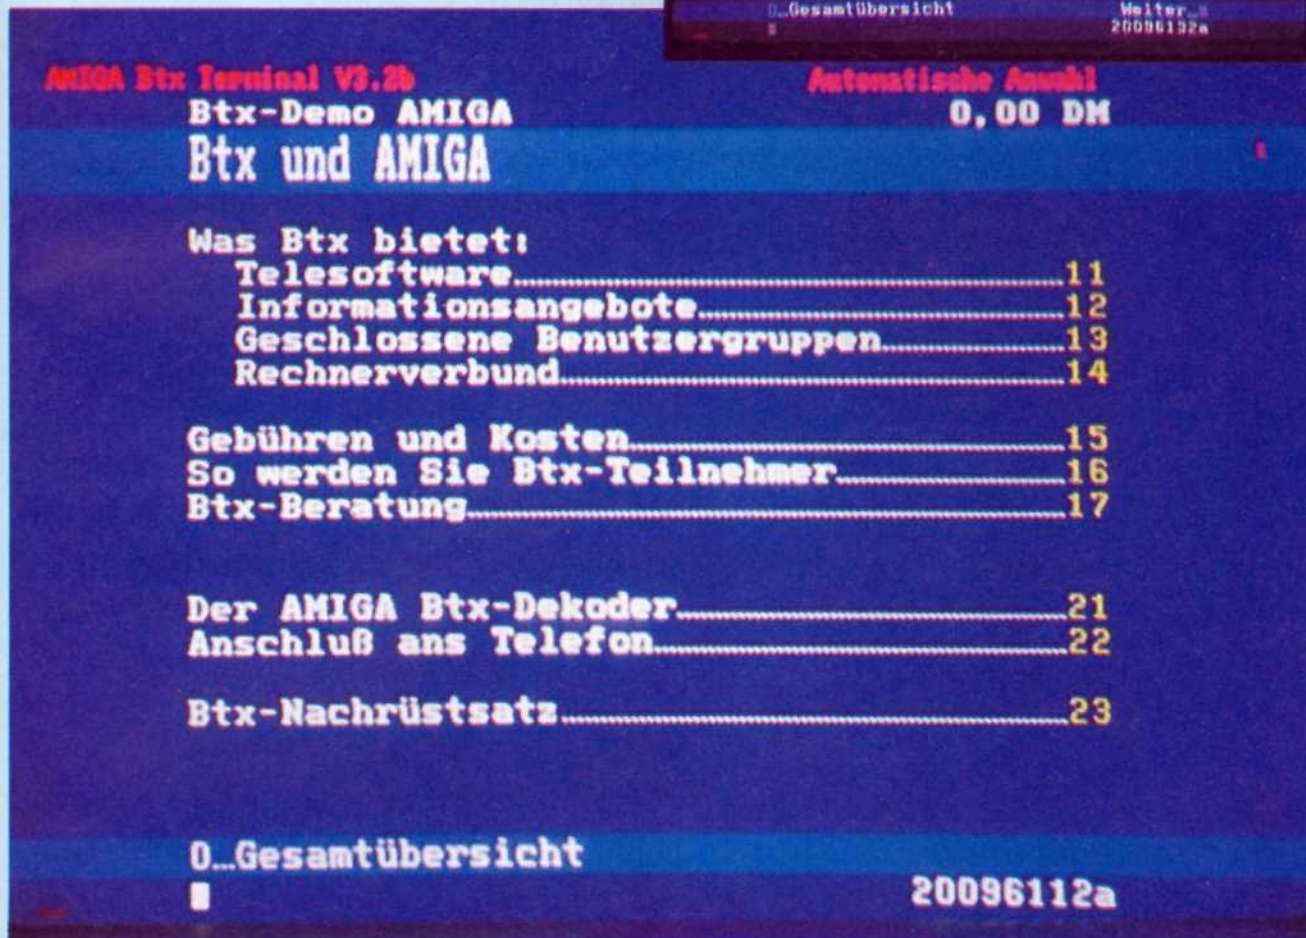 0…Gesamtübersicht Weiter…
20096132a
AMIGA Btx Terminal V3.2b Automatische Anwahl
Btx-Demo AMIGA 0,00 DM
Btx und AMIGA
Was Btx bietet:
Telesoftware……11
Informationsangebote……12
Geschlossene Benutzergruppen……13
Rechnerverbund……14
Gebühren und Kosten……15
So werden Sie Btx-Teilnehmer……16
Btx-Beratung……17
Der AMIGA Btx-Dekoder……21
Anschluß ans Telefon……22
Btx-Nachrüstsatz……23
0…Gesamtübersicht
20096112a